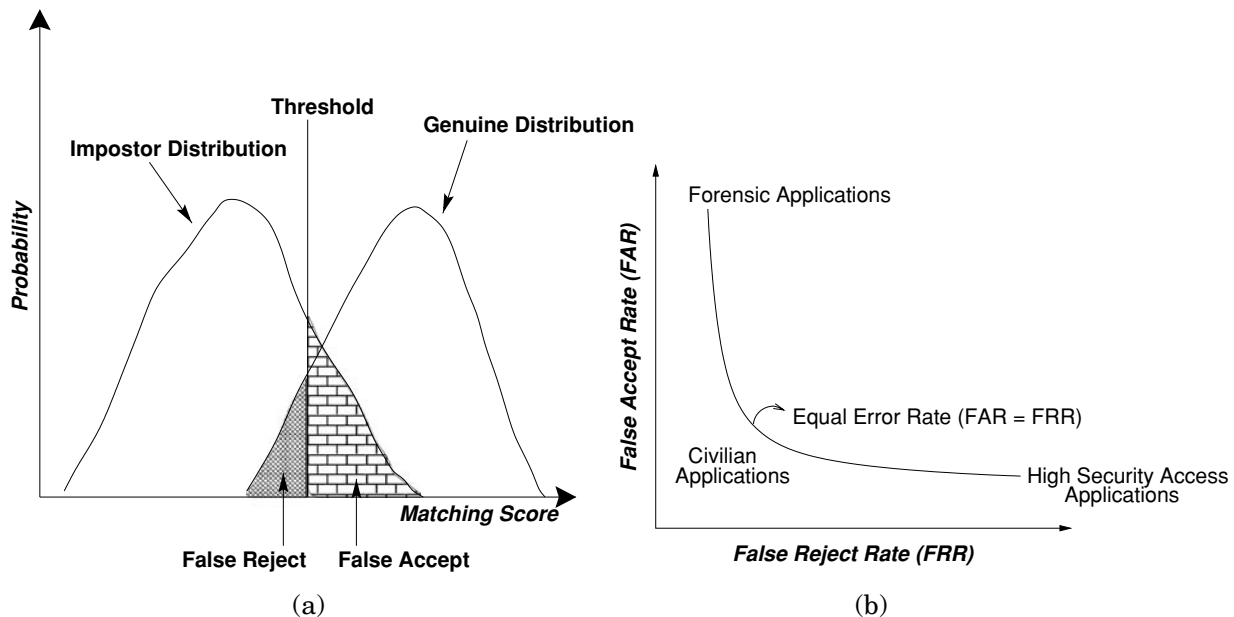 Threshold
Genuine Distribution
Impostor Distribution
Probability
Matching Score
False Reject
False Accept
(a)
Forensic Applications
False Accept Rate (FAR)
Equal Error Rate (FAR = FRR)
Civilian
Applications
High Security Access
Applications
False Reject Rate (FRR)
(b)